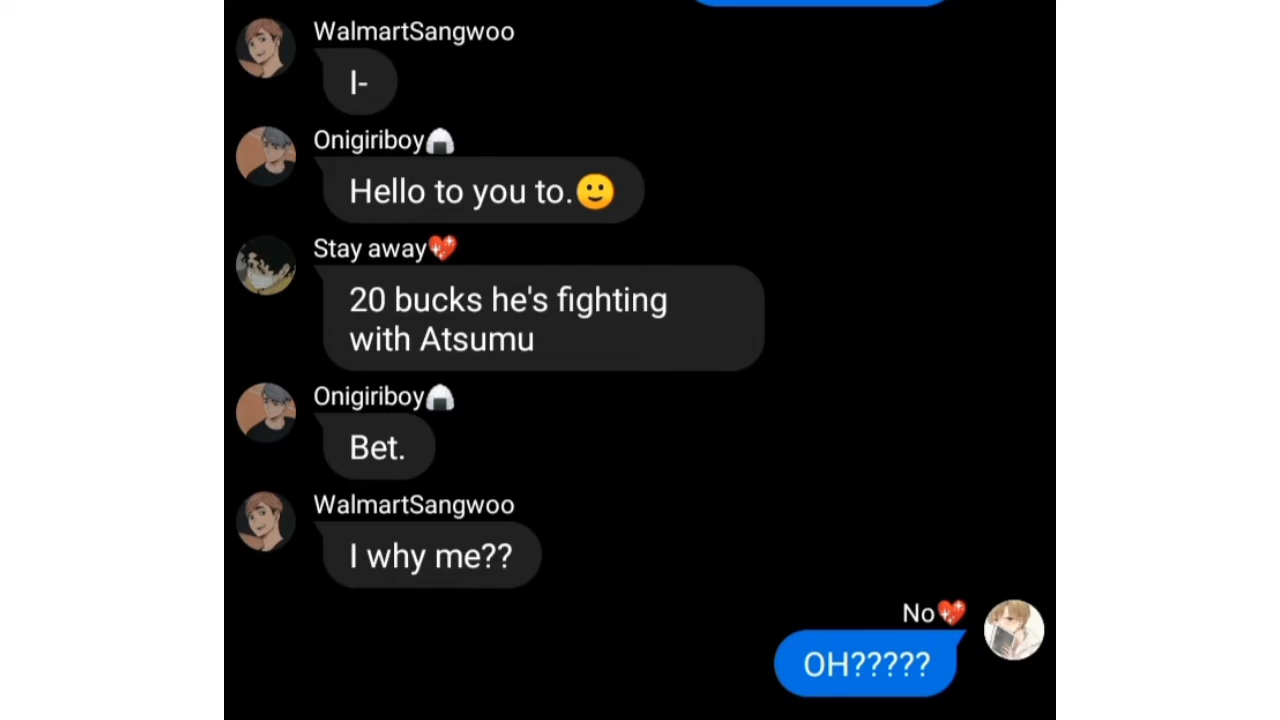 WalmartSangwoo
I-
Onigiriboy🍙
Hello to you to.🙂
Stay away💖
20 bucks he's fighting
with Atsumu
Onigiriboy🍙
Bet.
WalmartSangwoo
I why me??
No💖
OH?????